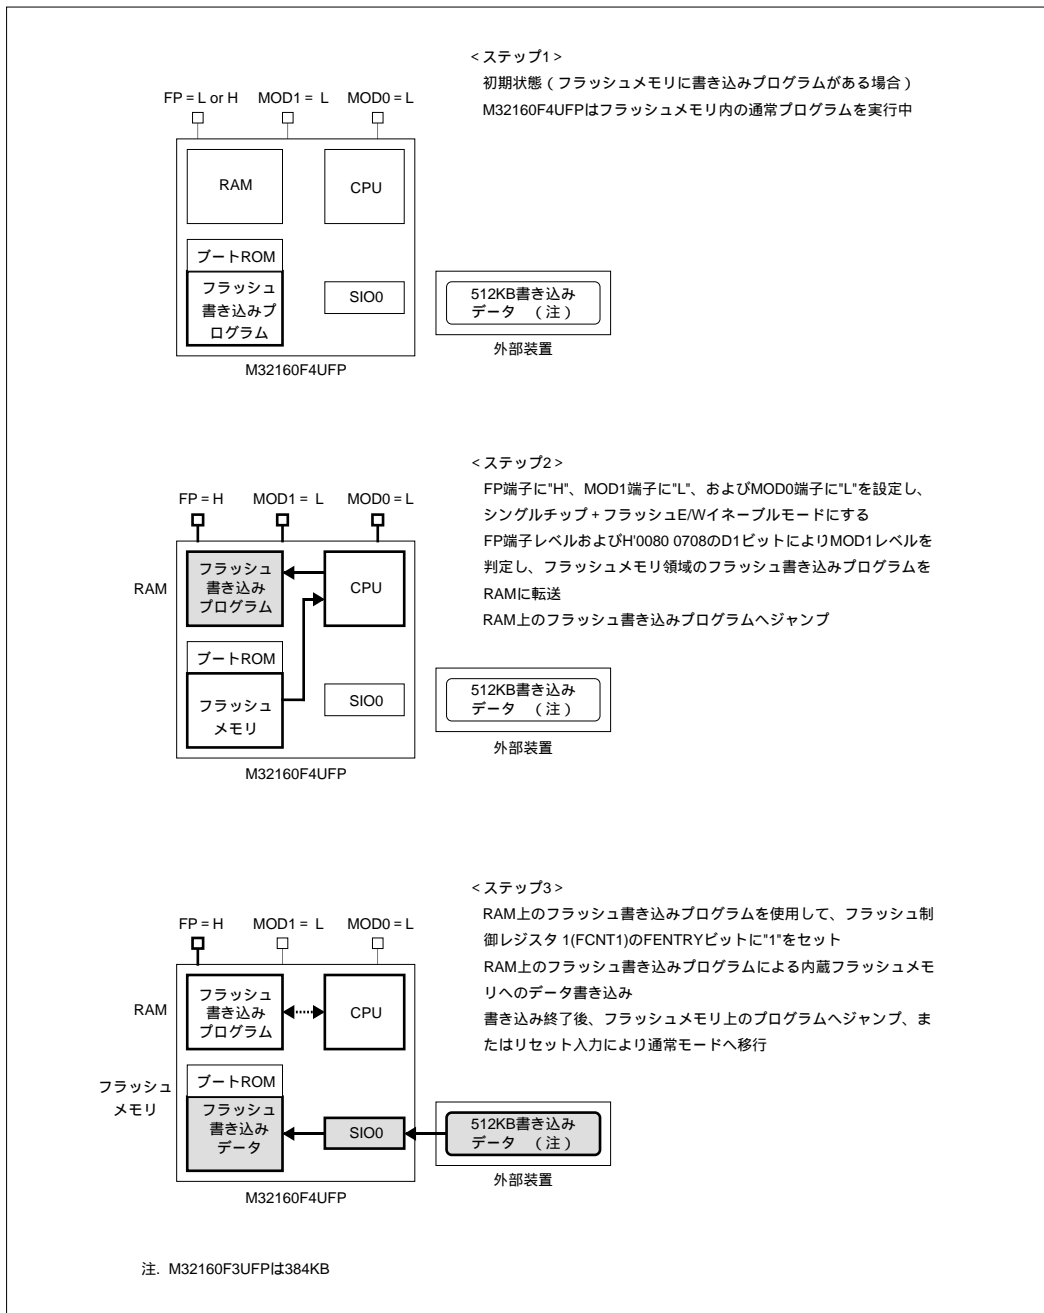 <ステップ1>
初期状態（フラッシュメモリに書き込みプログラムがある場合）
M32160F4UFPはフラッシュメモリ内の通常プログラムを実行中
FP = L or H MOD1 = L MOD0 = L
RAM
CPU
ブートROM
フラッシュ
書き込みプ
ログラム
SIO0
M32160F4UFP
512KB書き込み
データ （注）
外部装置
<ステップ2>
FP端子に"H"、MOD1端子に"L"、およびMOD0端子に"L"を設定し、
シングルチップ + フラッシュE/Wイネーブルモードにする
FP端子レベルおよびH'0080 0708のD1ビットによりMOD1レベルを
判定し、フラッシュメモリ領域のフラッシュ書き込みプログラムを
RAMに転送
RAM上のフラッシュ書き込みプログラムへジャンプ
FP = H MOD1 = L MOD0 = L
RAM
フラッシュ
書き込み
プログラム
CPU
ブートROM
フラッシュ
メモリ
SIO0
M32160F4UFP
512KB書き込み
データ （注）
外部装置
<ステップ3>
RAM上のフラッシュ書き込みプログラムを使用して、フラッシュ制
御レジスタ 1(FCNT1)のFENTRYビットに"1"をセット
RAM上のフラッシュ書き込みプログラムによる内蔵フラッシュメモ
リへのデータ書き込み
書き込み終了後、フラッシュメモリ上のプログラムへジャンプ、ま
たはリセット入力により通常モードへ移行
FP = H MOD1 = L MOD0 = L
RAM
フラッシュ
書き込み
プログラム
CPU
フラッシュ
メモリ
ブートROM
フラッシュ
書き込み
データ
SIO0
M32160F4UFP
512KB書き込み
データ （注）
外部装置
注. M32160F3UFPは384KB